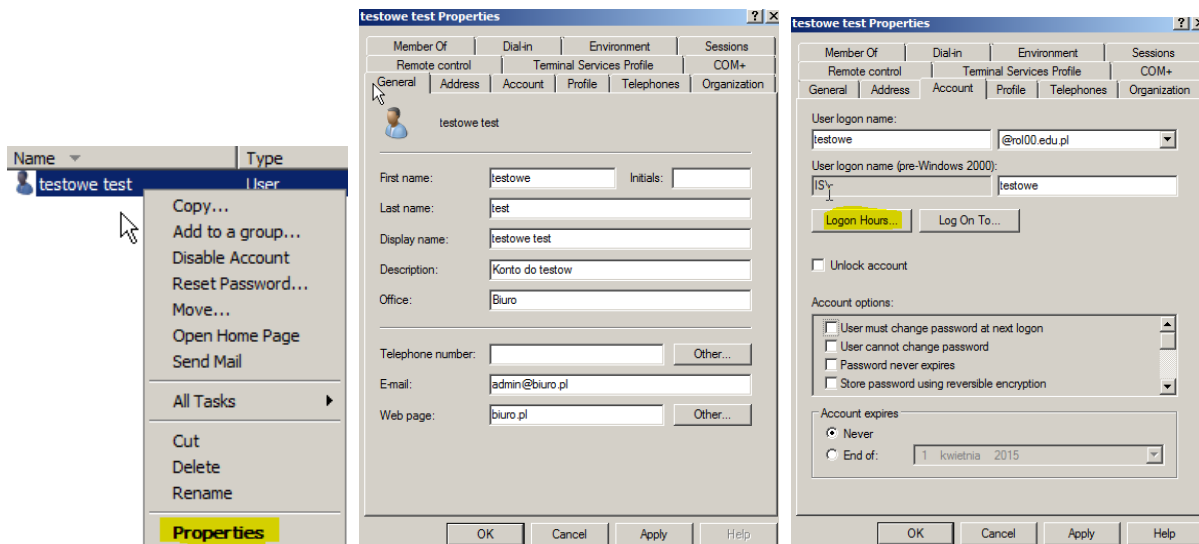 Name Type
testowe test User
Copy...
Add to a group...
Disable Account
Reset Password...
Move...
Open Home Page
Send Mail
All Tasks
Cut
Delete
Rename
Properties
testowe test Properties
Member Of Dial-in Environment Sessions
Remote control Terminal Services Profile COM+
General Address Account Profile Telephones Organization
testowe test
First name: testowe Initials:
Last name: test
Display name: testowe test
Description: Konto do testow
Office: Biuro
Telephone number: Other...
E-mail: admin@biuro.pl
Web page: biuro.pl Other...
OK Cancel Apply Help
testowe test Properties
Member Of Dial-in Environment Sessions
Remote control Terminal Services Profile COM+
General Address Account Profile Telephones Organization
User logon name:
testowe @rol00.edu.pl
User logon name (pre-Windows 2000):
IS\ testowe
Logon Hours... Log On To...
Unlock account
Account options:
User must change password at next logon
User cannot change password
Password never expires
Store password using reversible encryption
Account expires
Never
End of: 1 kwietnia 2015
OK Cancel Apply Help